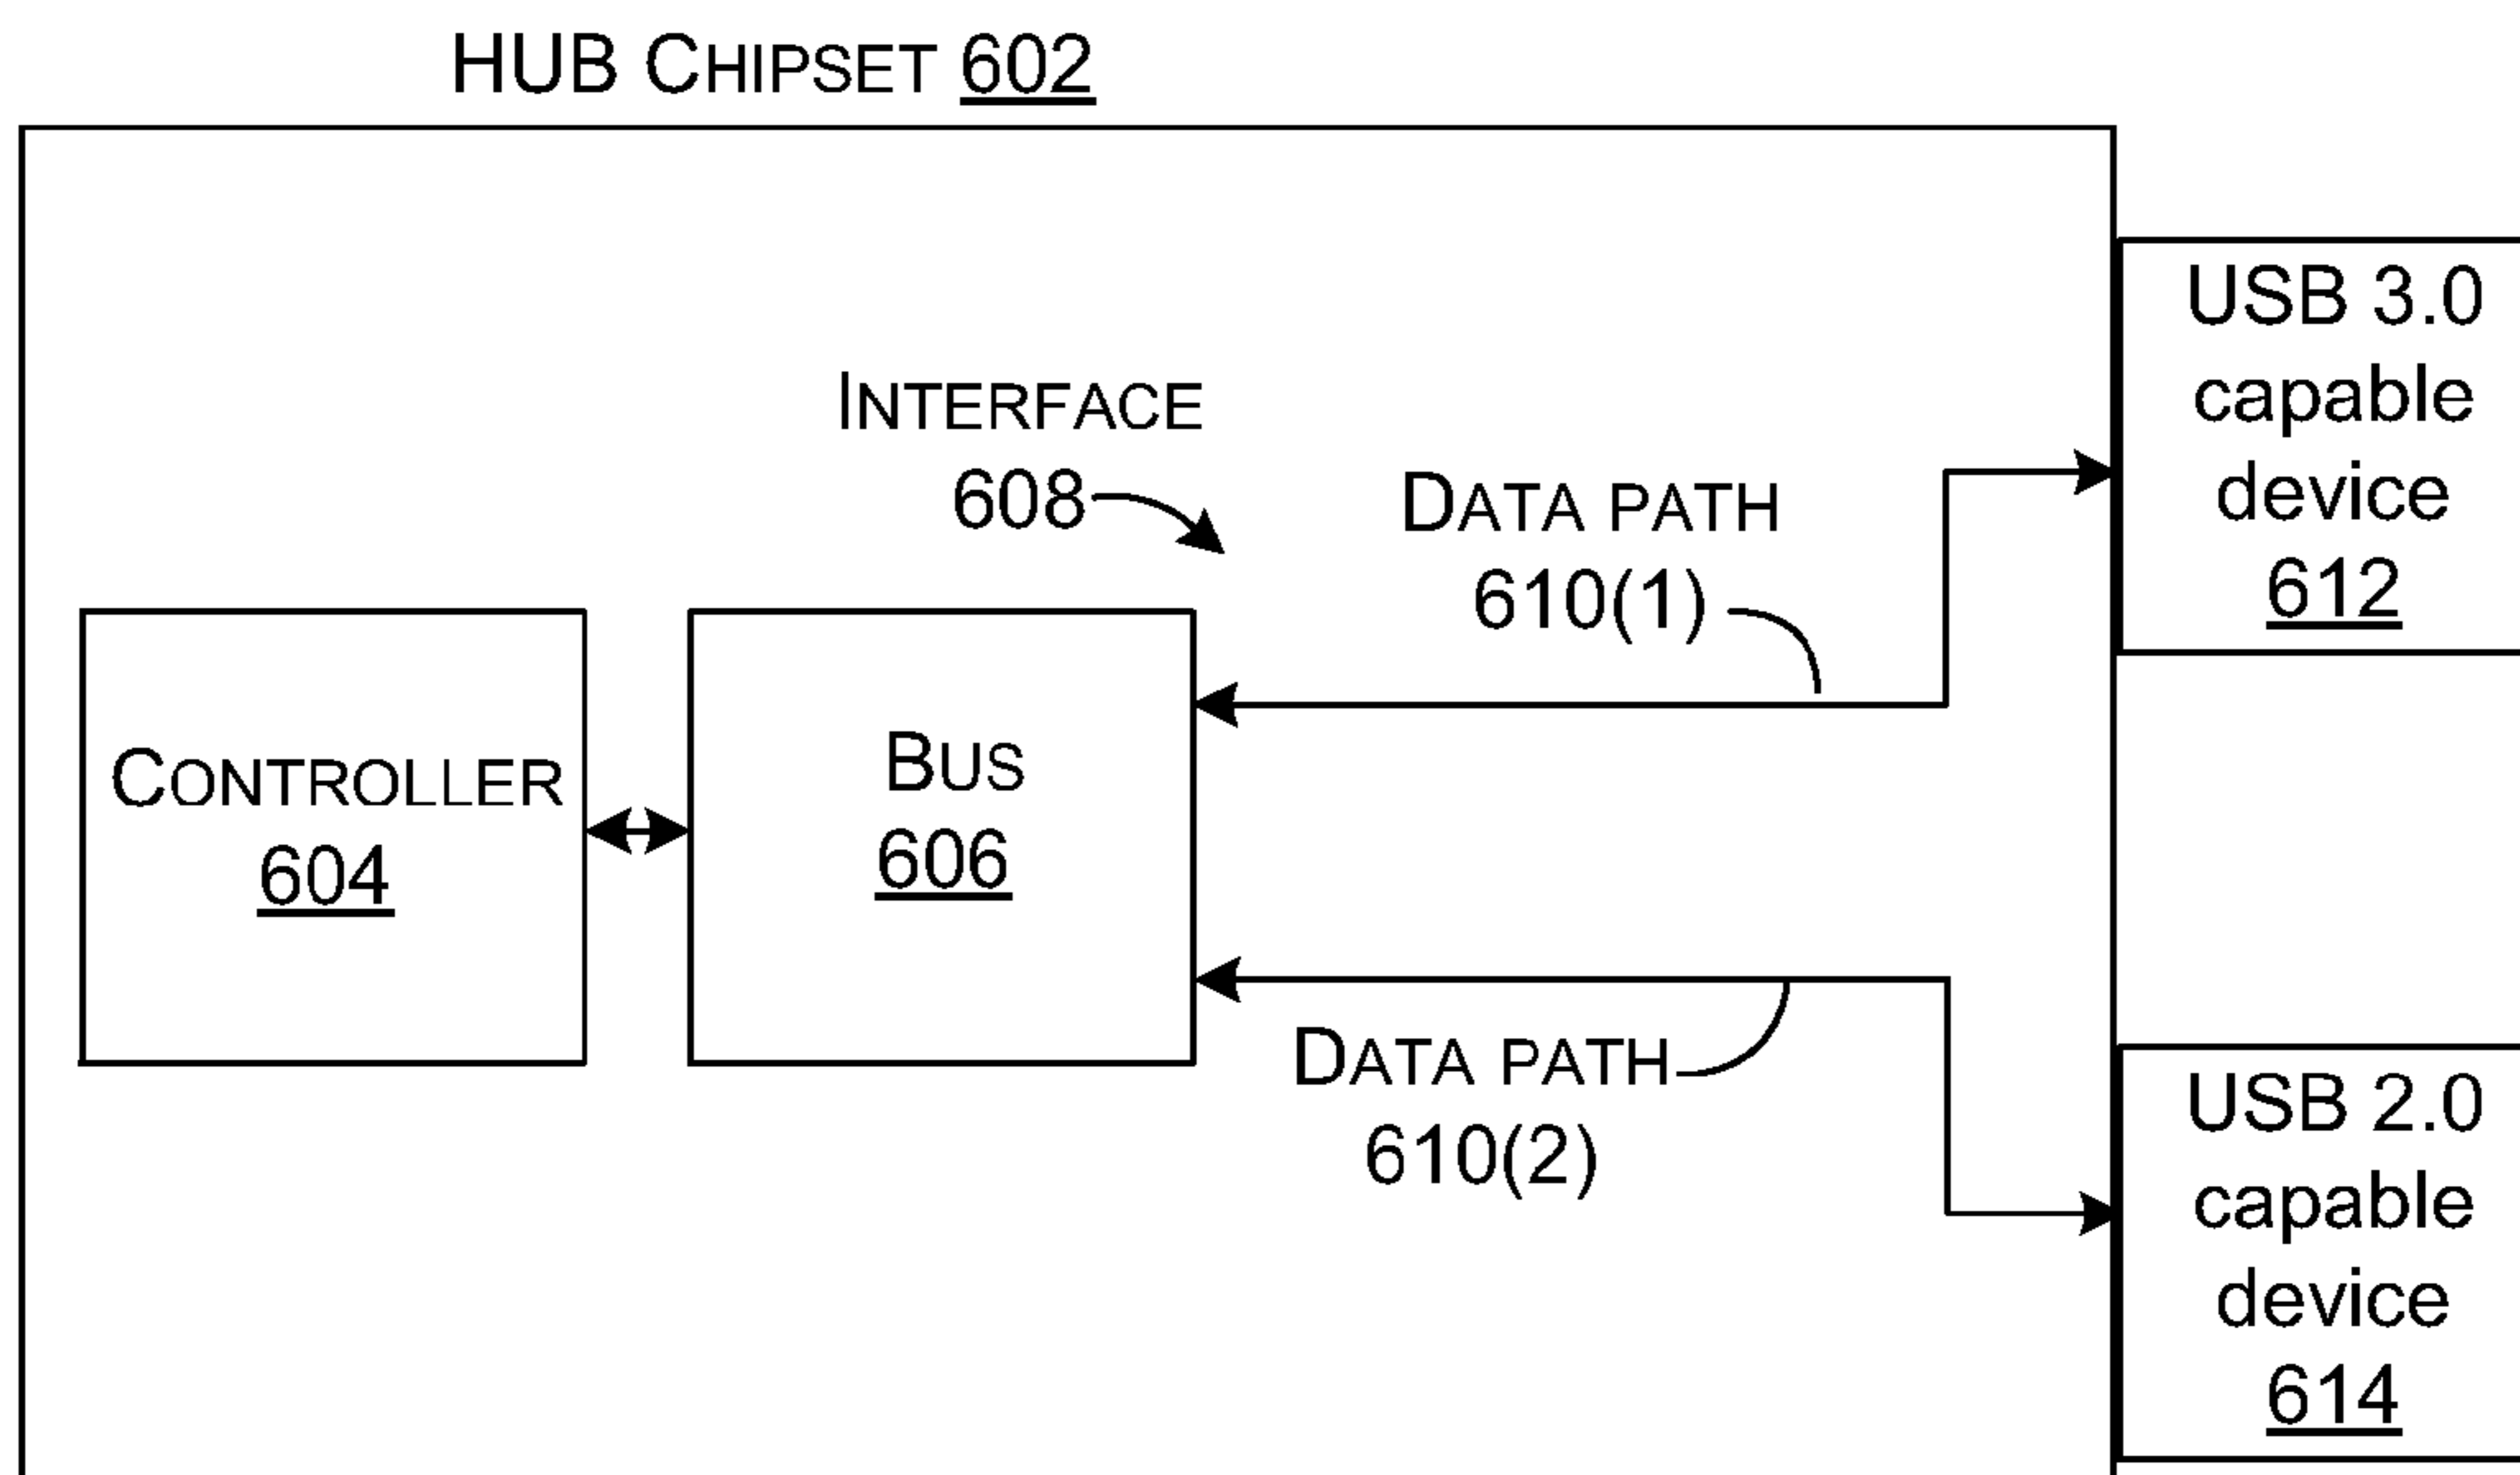 HUB CHIPSET 602
INTERFACE
608
DATA PATH
610(1)
USB 3.0
capable
device
612
CONTROLLER
604
BUS
606
DATA PATH
610(2)
USB 2.0
capable
device
614